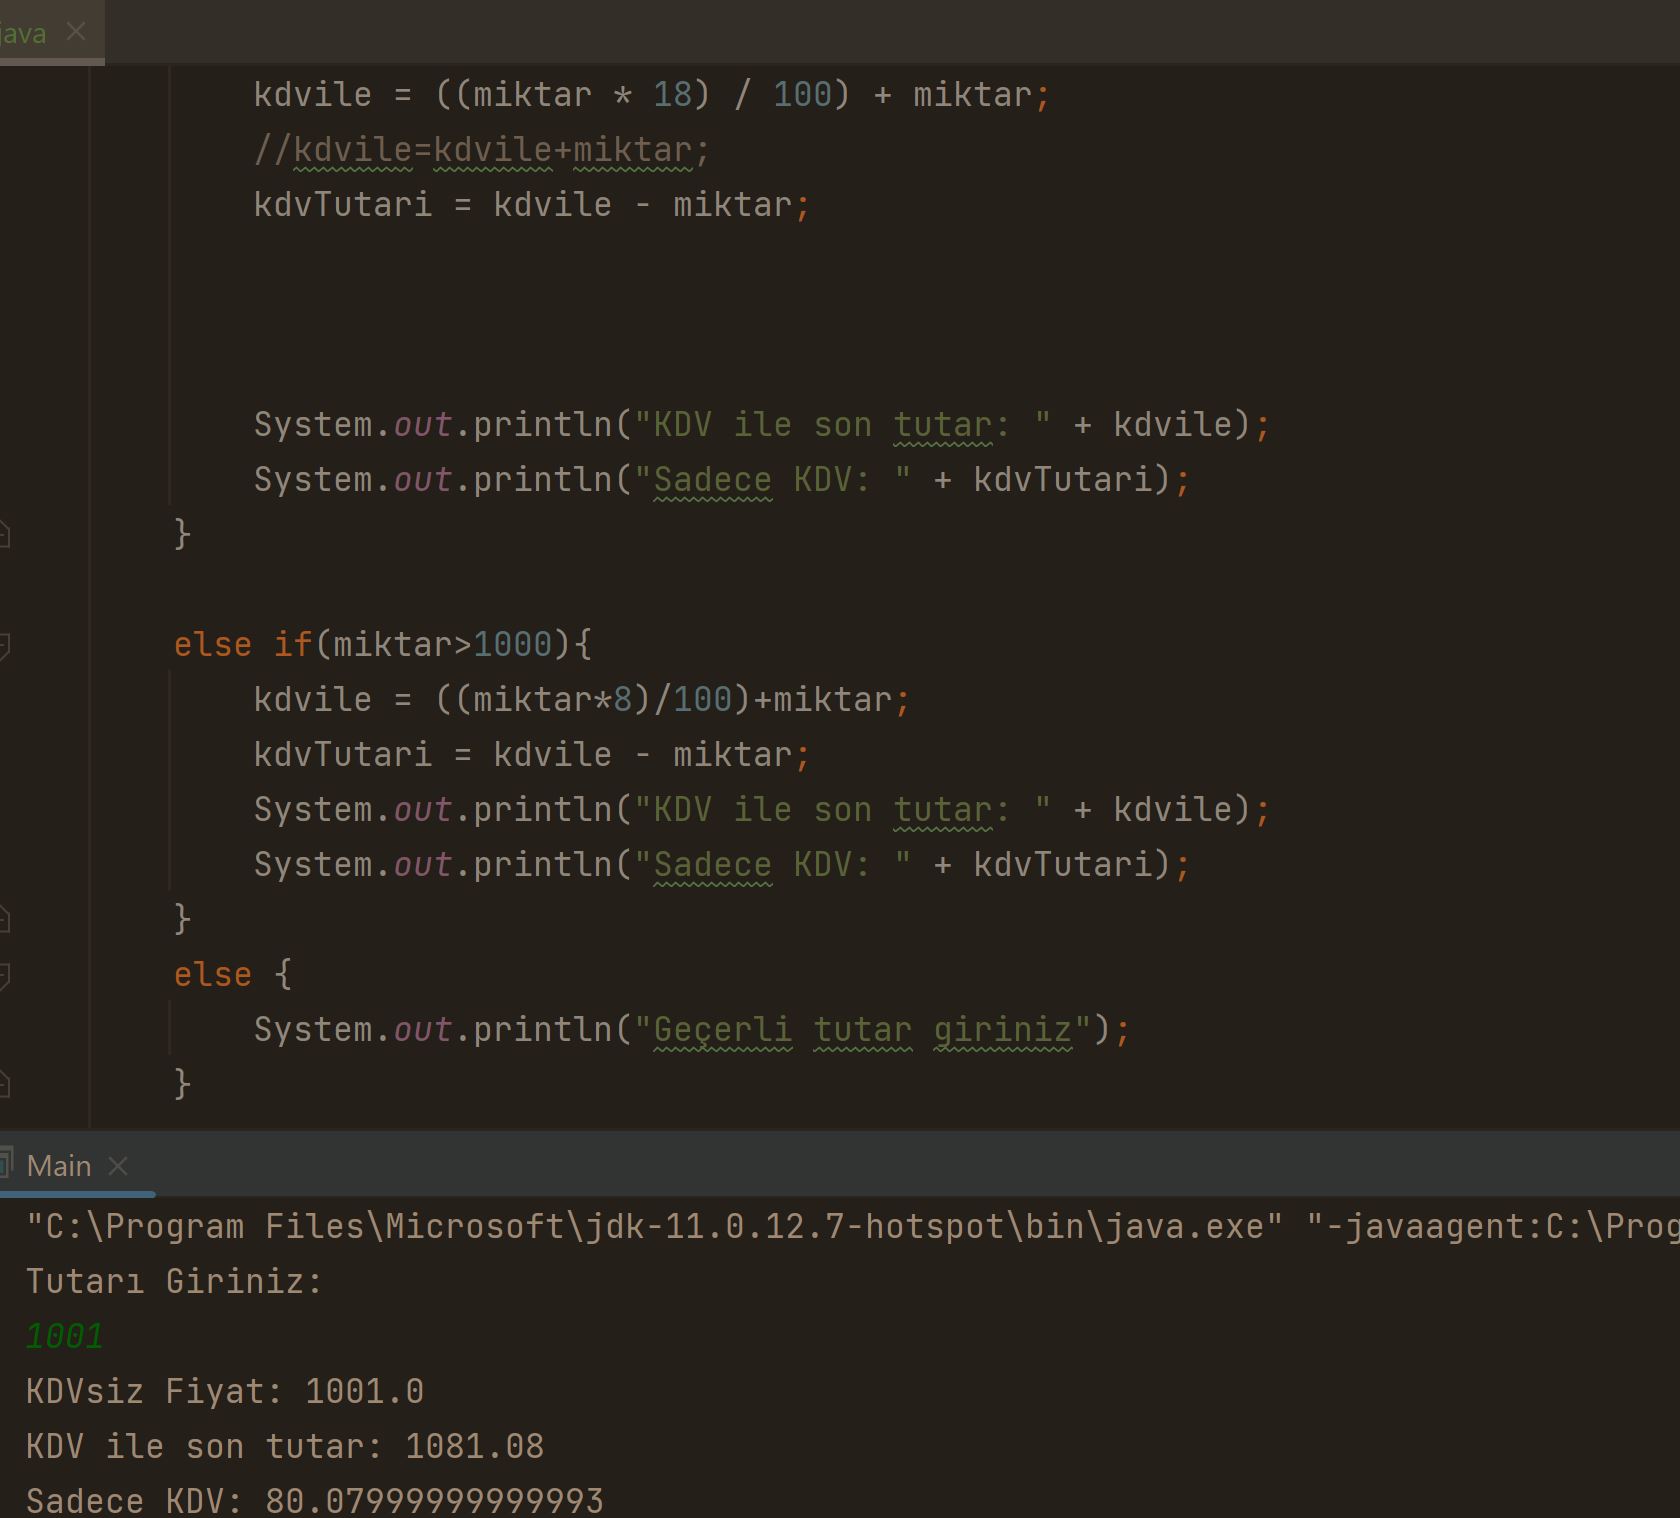 java
kdvile = ((miktar * 18) / 100) + miktar;
//kdvile=kdvile+miktar;
kdvTutari = kdvile - miktar;
System.out.println("KDV ile son tutar: " + kdvile);
System.out.println("Sadece KDV: " + kdvTutari);
}
else if(miktar>1000){
kdvile = ((miktar*8)/100)+miktar;
kdvTutari = kdvile - miktar;
System.out.println("KDV ile son tutar: " + kdvile);
System.out.println("Sadece KDV: " + kdvTutari);
}
else {
System.out.println("Geçerli tutar giriniz");
}
Main
"C:\Program Files\Microsoft\jdk-11.0.12.7-hotspot\bin\java.exe" "-javaagent:C:\Prog
Tutarı Giriniz:
1001
KDVsiz Fiyat: 1001.0
KDV ile son tutar: 1081.08
Sadece KDV: 80.07999999999993